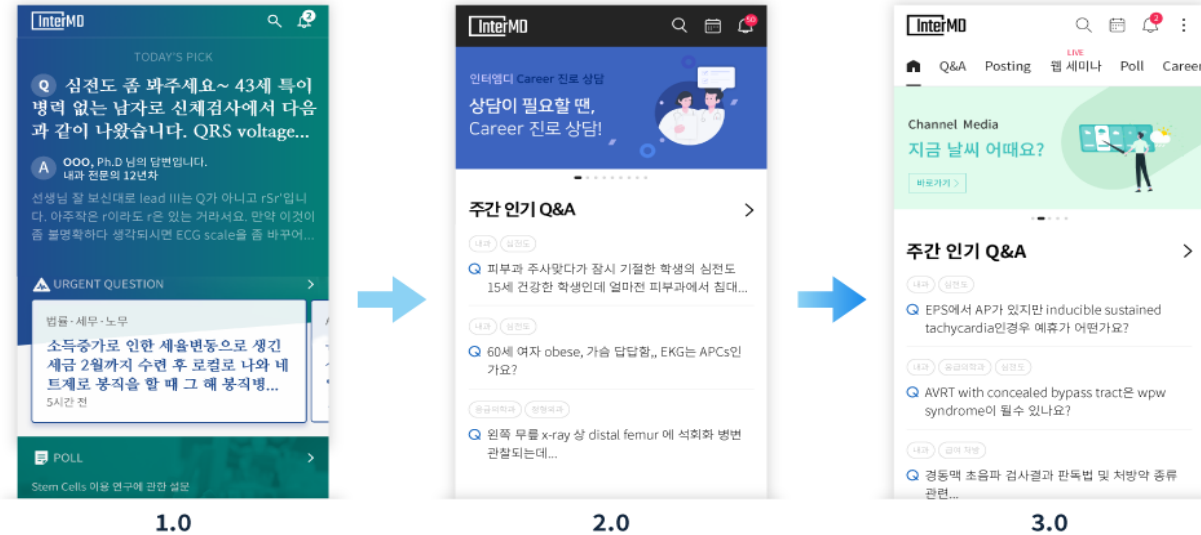 InterMD
2
TODAY'S PICK
Q 심전도 좀 봐주세요~ 43세 특이
병력 없는 남자로 신체검사에서 다음
과 같이 나왔습니다. QRS voltage...
A OOO, Ph.D 님의 답변입니다.
내과 전문의 12년차
선생님 잘 보신대로 lead III는 Q가 아니고 rSr'입니
다. 아주작은 r이라도 r은 있는 거라서요. 만약 이것이
좀 불명확하다 생각되시면 ECG scale을 좀 바꾸어...
URGENT QUESTION
법률·세무·노무
소득증가로 인한 세율변동으로 생긴
세금 2월까지 수련 후 로컬로 나와 네
트제로 봉직을 할 때 그 해 봉직병...
5시간 전
POLL
Stem Cells 이용 연구에 관한 설문
1.0
InterMD
50
인터엠디 Career 진로 상담
상담이 필요할 땐,
Career 진로 상담!
주간 인기 Q&A
내과 심전도
Q 피부과 주사맞다가 잠시 기절한 학생의 심전도
15세 건강한 학생인데 얼마전 피부과에서 침대...
내과 심전도
Q 60세 여자 obese, 가슴 답답함,, EKG는 APCs인
가요?
응급의학과 정형외과
Q 왼쪽 무릎 x-ray 상 distal femur 에 석회화 병변
관찰되는데...
2.0
InterMD
2
LIVE
Q&A Posting 웹 세미나 Poll Career
Channel Media
지금 날씨 어때요?
바로가기 >
주간 인기 Q&A
내과 심전도
Q EPS에서 AP가 있지만 inducible sustained
tachycardia인경우 예휴가 어떤가요?
내과 응급의학과 심전도
Q AVRT with concealed bypass tract은 wpw
syndrome이 될수 있나요?
내과 급여 처방
Q 경동맥 초음파 검사결과 판독법 및 처방약 종류
관련...
3.0